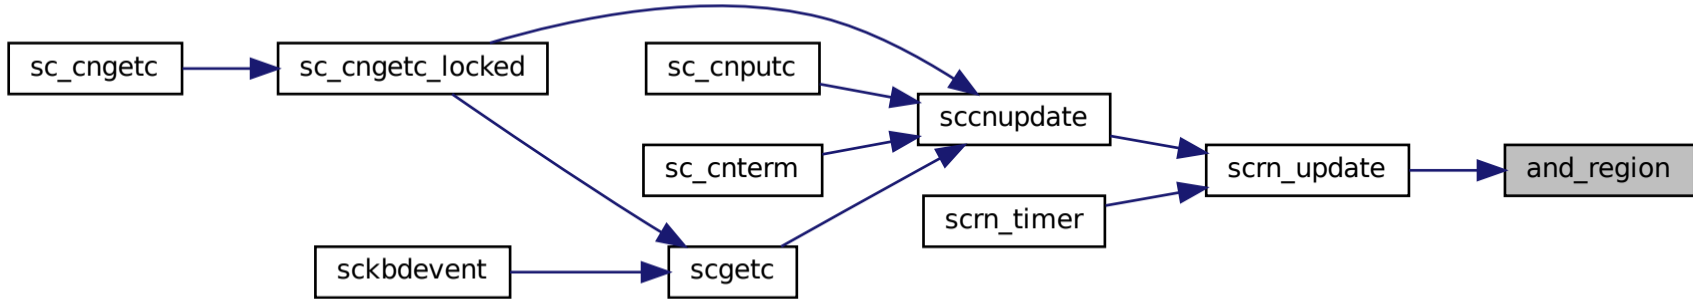 sc_cngetc
sc_cngetc_locked
sc_cnputc
sccnupdate
sc_cnterm
scrn_update
and_region
scrn_timer
sckbdevent
scgetc